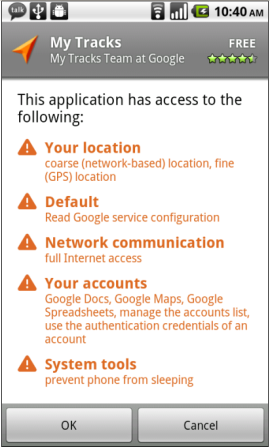 talk
10:40 AM
My Tracks
FREE
My Tracks Team at Google
This application has access to the
following:
Your location
coarse (network-based) location, fine
(GPS) location
Default
Read Google service configuration
Network communication
full Internet access
Your accounts
Google Docs, Google Maps, Google
Spreadsheets, manage the accounts list,
use the authentication credentials of an
account
System tools
prevent phone from sleeping
OK
Cancel